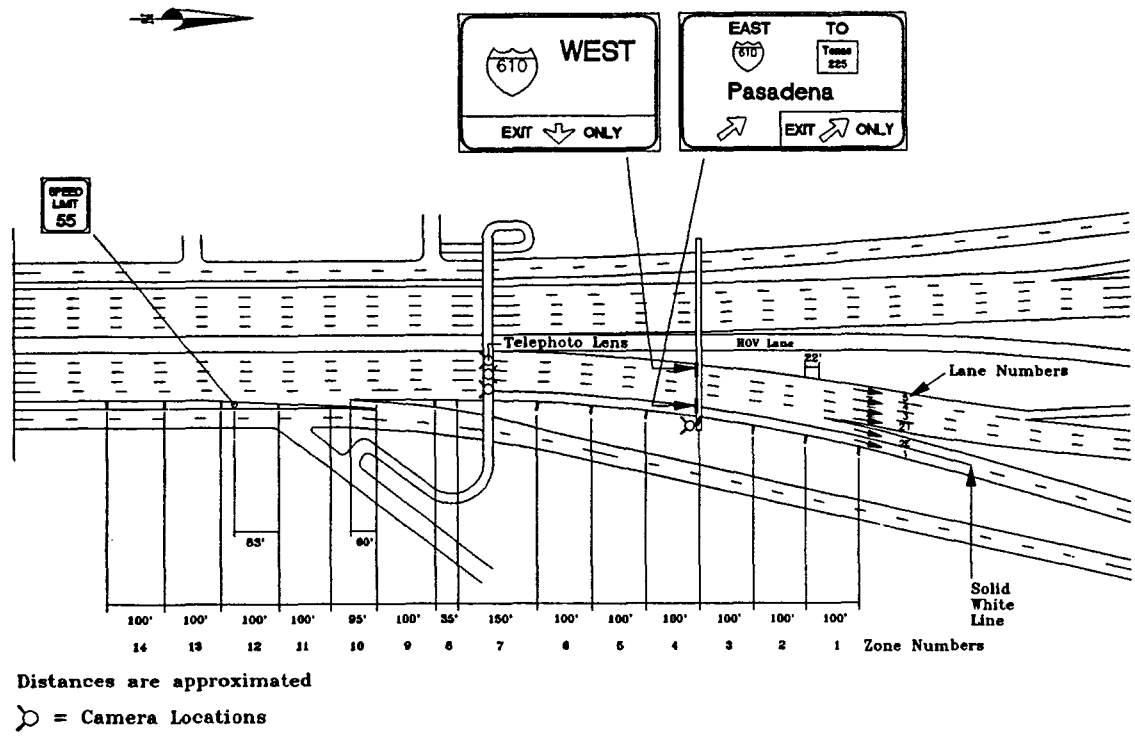 N
WEST
610
EXIT ONLY
EAST TO
610
Texas
225
Pasadena
EXIT ONLY
SPEED
LIMIT
55
Telephoto Lens
HOV Lane
22'
Lane Numbers
83'
60'
Solid
White
Line
100' 100' 100' 100' 95' 100' 35' 150' 100' 100' 100' 100' 100' 100'
14 13 12 11 10 9 8 7 6 5 4 3 2 1 Zone Numbers
Distances are approximated
= Camera Locations